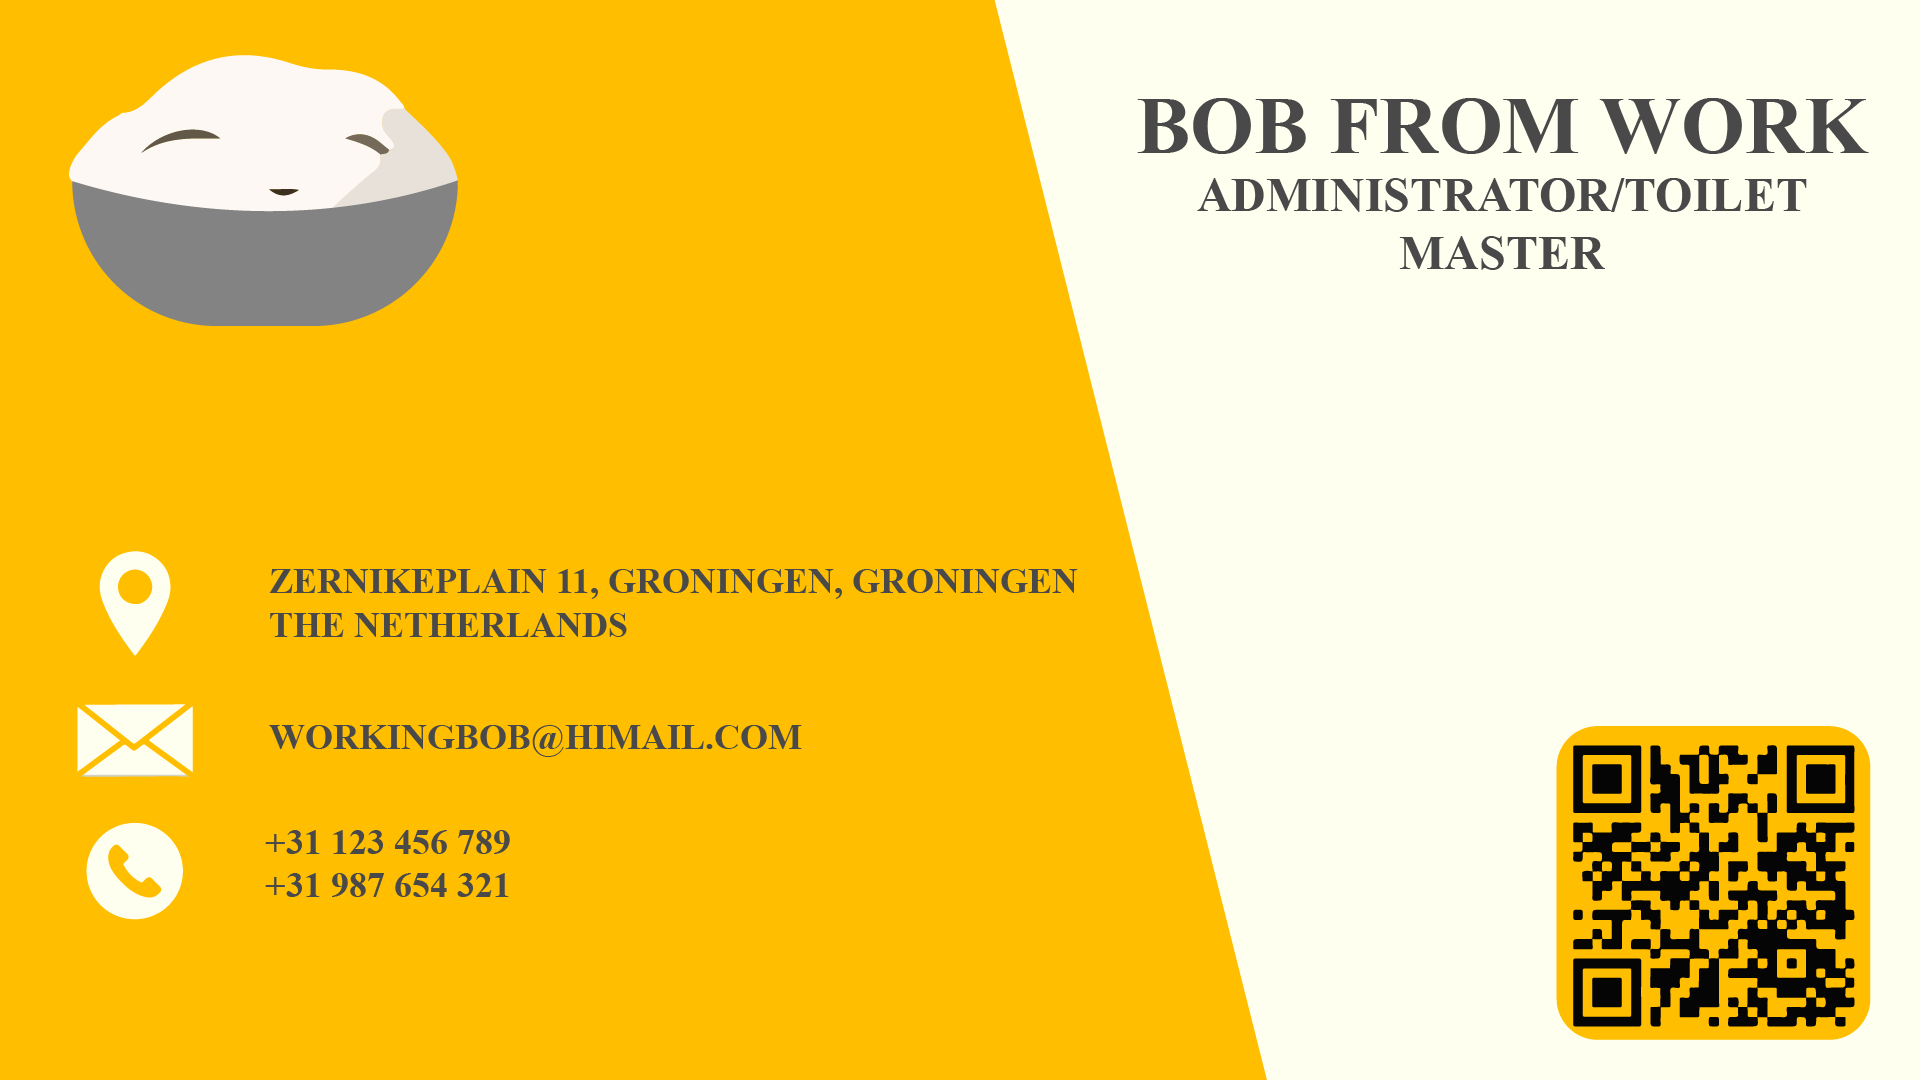 BOB FROM WORK
ADMINISTRATOR/TOILET
MASTER
ZERNIKEPLAIN 11, GRONINGEN, GRONINGEN
THE NETHERLANDS
WORKINGBOB@HIMAIL.COM
+31 123 456 789
+31 987 654 321